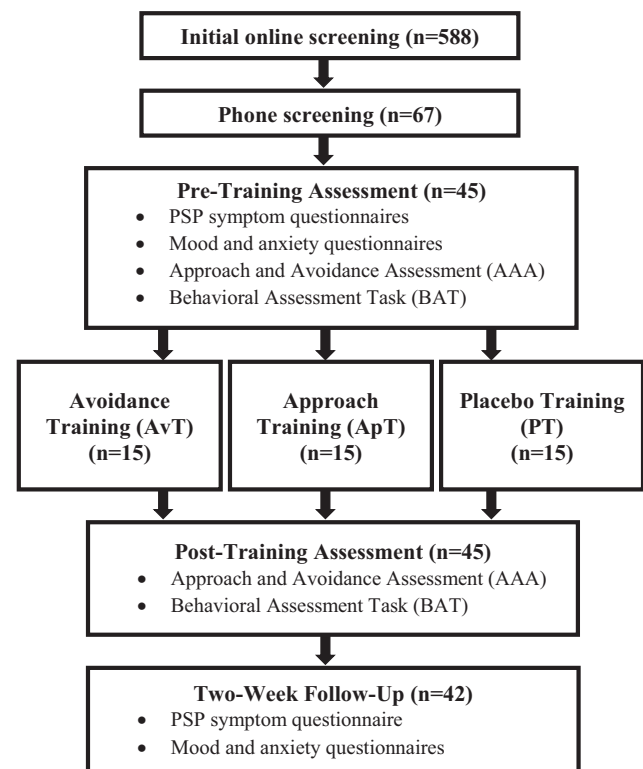 Initial online screening (n=588)
Phone screening (n=67)
Pre-Training Assessment (n=45)
• PSP symptom questionnaires
• Mood and anxiety questionnaires
• Approach and Avoidance Assessment (AAA)
• Behavioral Assessment Task (BAT)
Avoidance
Training (AvT)
(n=15)
Approach
Training (ApT)
(n=15)
Placebo Training
(PT)
(n=15)
Post-Training Assessment (n=45)
• Approach and Avoidance Assessment (AAA)
• Behavioral Assessment Task (BAT)
Two-Week Follow-Up (n=42)
• PSP symptom questionnaire
• Mood and anxiety questionnaires